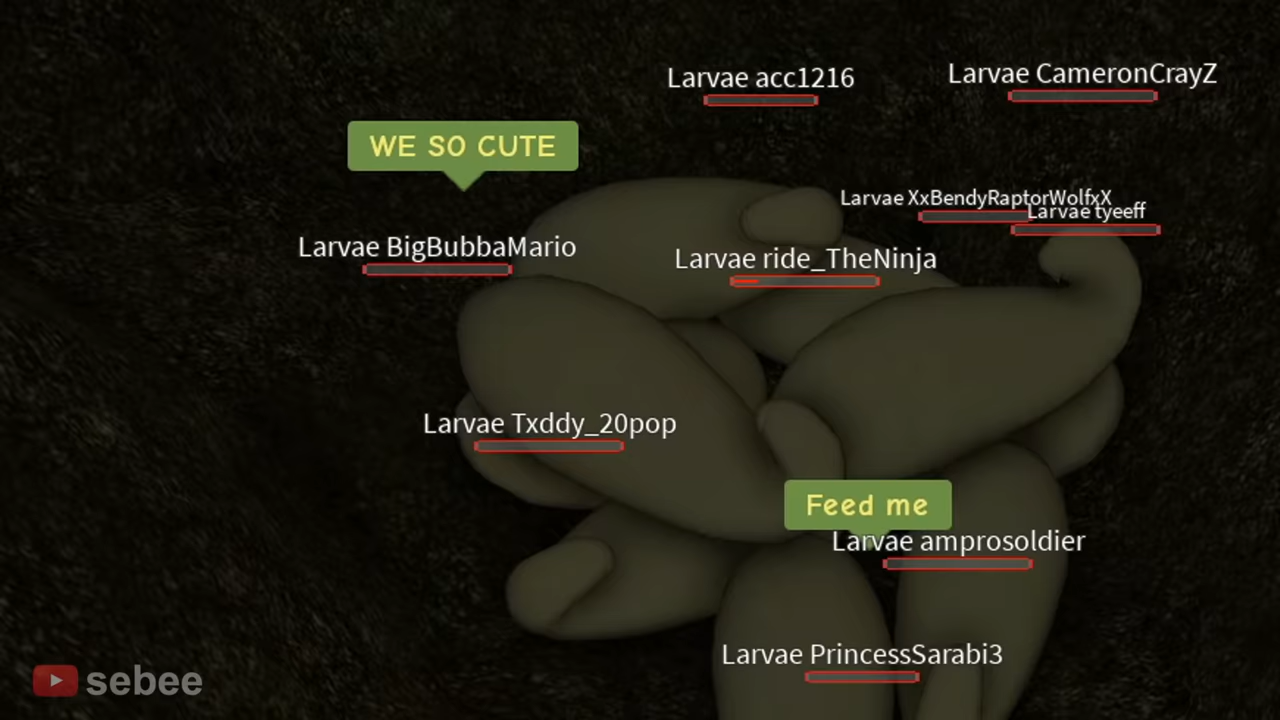 Larvae acc1216
Larvae CameronCrayZ
WE SO CUTE
Larvae XxBendyRaptorWolfxX
Larvae tyeeff
Larvae BigBubbaMario
Larvae ride_TheNinja
Larvae Txddy_20pop
Feed me
Larvae amprosoldier
Larvae PrincessSarabi3
sebee